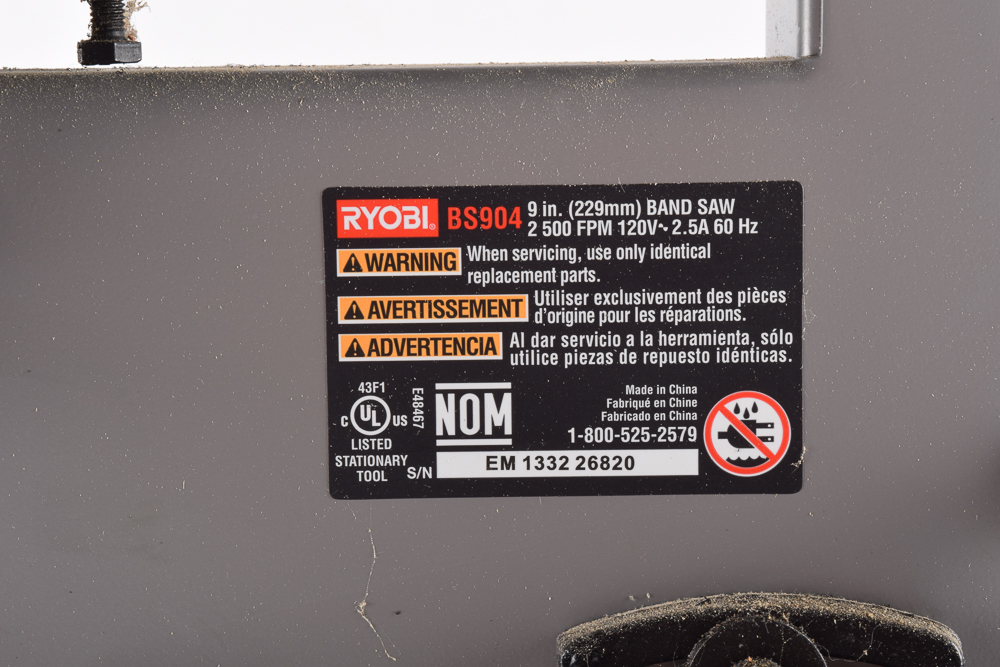 RYOBI® BS904 9 in. (229mm) BAND SAW
2 500 FPM 120V~ 2.5A 60 Hz
WARNING When servicing, use only identical
replacement parts.
AVERTISSEMENT Utiliser exclusivement des pièces
d'origine pour les réparations.
ADVERTENCIA Al dar servicio a la herramienta, sólo
utilice piezas de repuesto idénticas.
43F1
C UL US
LISTED
STATIONARY
TOOL
E48467
NOM
Made in China
Fabriqué en Chine
Fabricado en China
1-800-525-2579
S/N EM 1332 26820